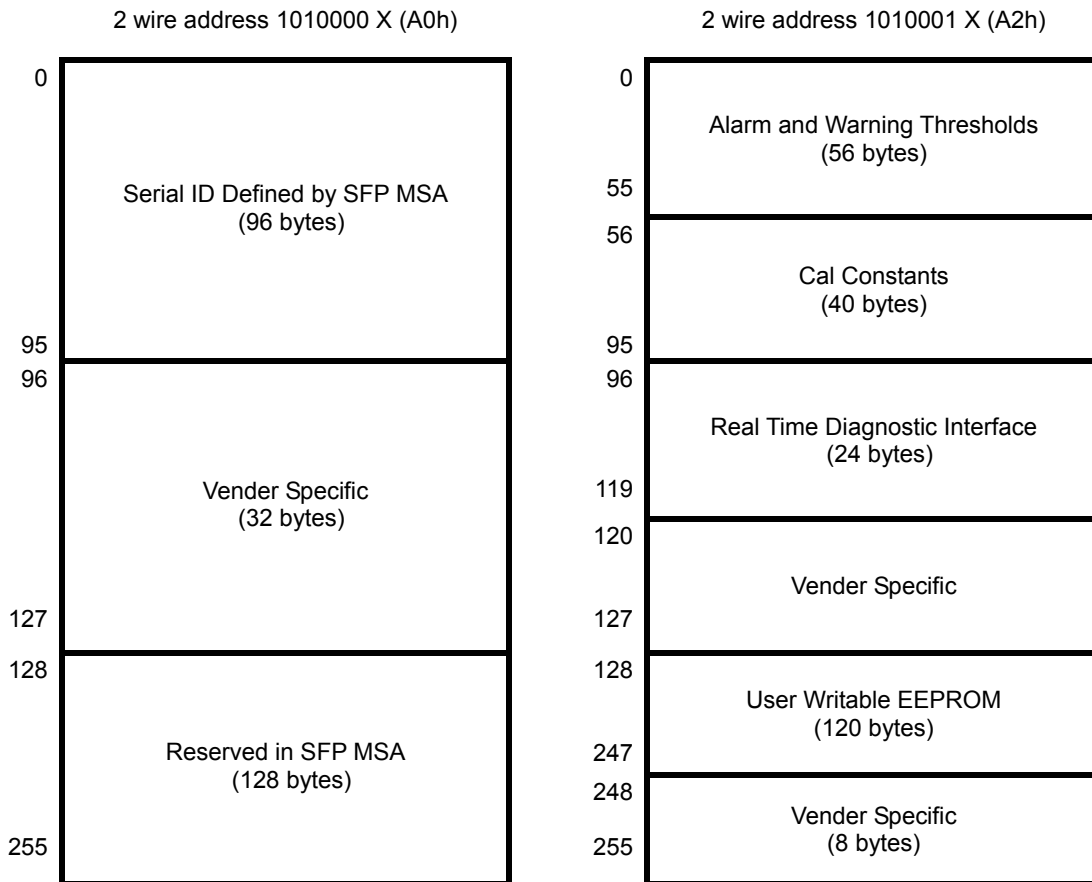 2 wire address 1010000 X (A0h)
0
Serial ID Defined by SFP MSA
(96 bytes)
95
96
Vender Specific
(32 bytes)
127
128
Reserved in SFP MSA
(128 bytes)
255
2 wire address 1010001 X (A2h)
0
Alarm and Warning Thresholds
(56 bytes)
55
56
Cal Constants
(40 bytes)
95
96
Real Time Diagnostic Interface
(24 bytes)
119
120
Vender Specific
127
128
User Writable EEPROM
(120 bytes)
247
248
Vender Specific
(8 bytes)
255